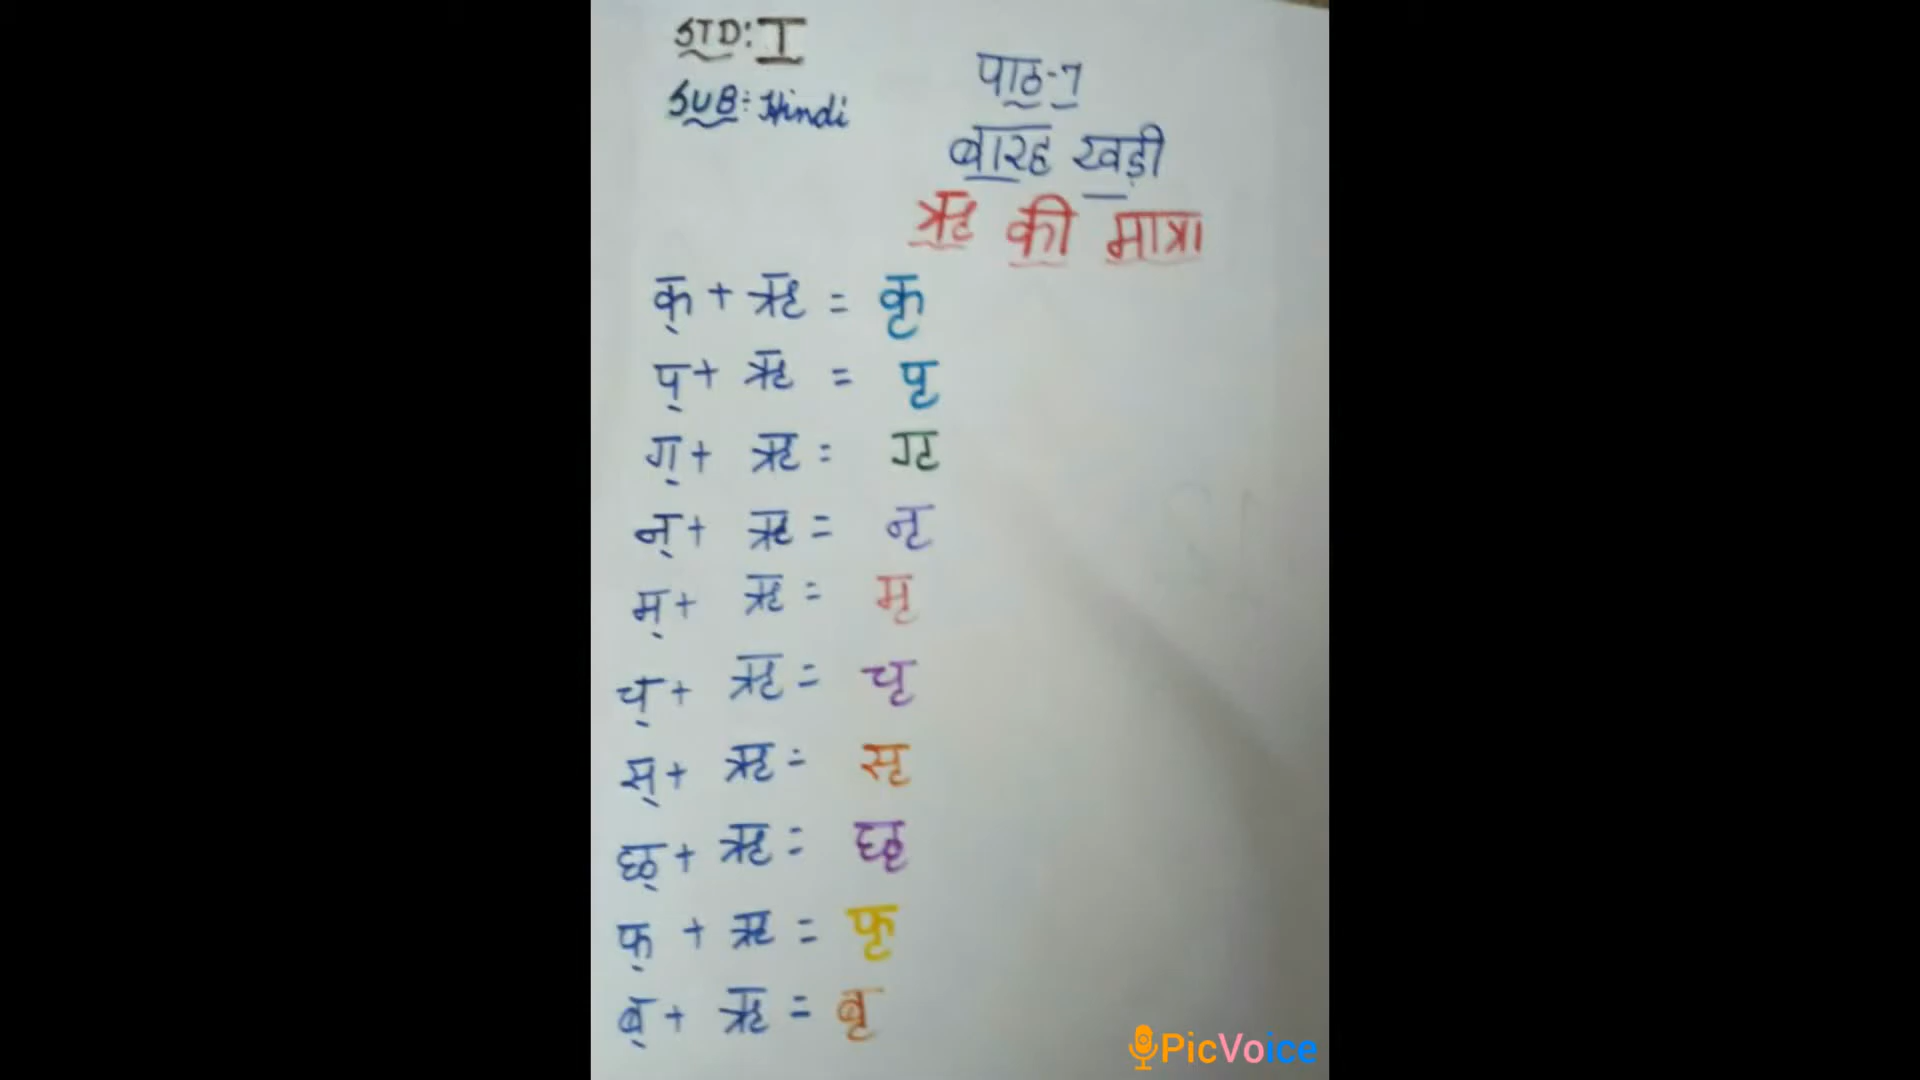 STD: I
SUB:- Hindi
पाठ-7
बारह खड़ी
ऋ की मात्रा
क् + ऋ = कृ
प् + ऋ = पृ
ग् + ऋ = गृ
न् + ऋ = नृ
म् + ऋ = मृ
च् + ऋ = चृ
स् + ऋ = सृ
छ् + ऋ = छृ
फ् + ऋ = फृ
ब् + ऋ = बृ
PicVoice